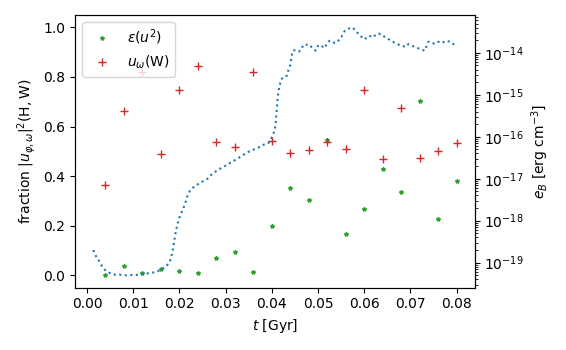 ε(u²)
u_ω(W)
fraction |u_{φ,ω}|²(H, W)
1.0
0.8
0.6
0.4
0.2
0.0
10⁻¹⁴
10⁻¹⁵
10⁻¹⁶
10⁻¹⁷
10⁻¹⁸
10⁻¹⁹
e_B [erg cm⁻³]
0.00 0.01 0.02 0.03 0.04 0.05 0.06 0.07 0.08
t [Gyr]